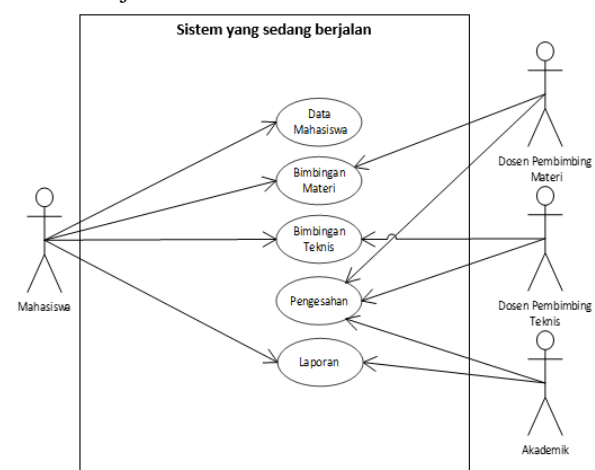 Sistem yang sedang berjalan
Data
Mahasiswa
Bimbingan
Materi
Bimbingan
Teknis
Pengesahan
Laporan
Mahasiswa
Dosen Pembimbing
Materi
Dosen Pembimbing
Teknis
Akademik